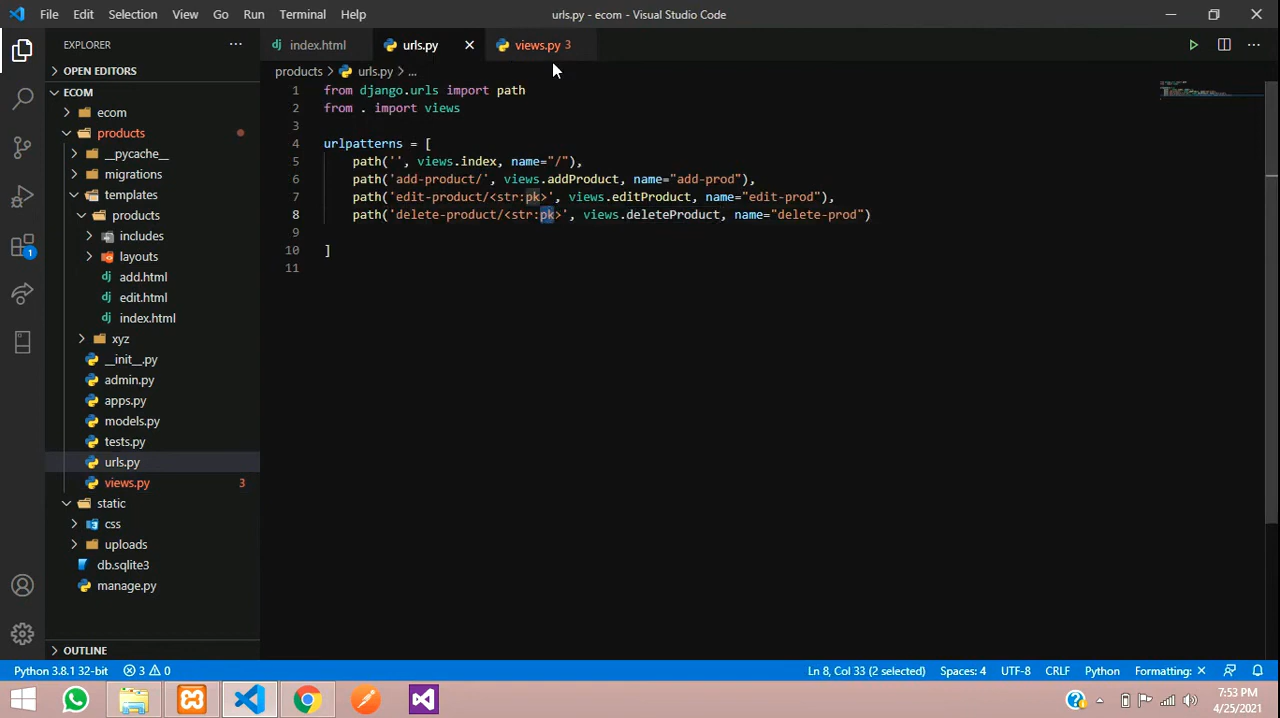 File Edit Selection View Go Run Terminal Help urls.py - ecom - Visual Studio Code
EXPLORER ...
index.html urls.py views.py 3
OPEN EDITORS
products > urls.py > ...
ECOM
ecom
products
__pycache__
migrations
templates
products
includes
layouts
add.html
edit.html
index.html
xyz
__init__.py
admin.py
apps.py
models.py
tests.py
urls.py
views.py 3
static
css
uploads
db.sqlite3
manage.py
OUTLINE
1 from django.urls import path
2 from . import views
3
4 urlpatterns = [
5 path('', views.index, name="/"),
6 path('add-product/', views.addProduct, name="add-prod"),
7 path('edit-product/<str:pk>', views.editProduct, name="edit-prod"),
8 path('delete-product/<str:pk>', views.deleteProduct, name="delete-prod")
9
10 ]
11
1
Python 3.8.1 32-bit 3 0 Ln 8, Col 33 (2 selected) Spaces: 4 UTF-8 CRLF Python Formatting: ×
7:53 PM
4/25/2021